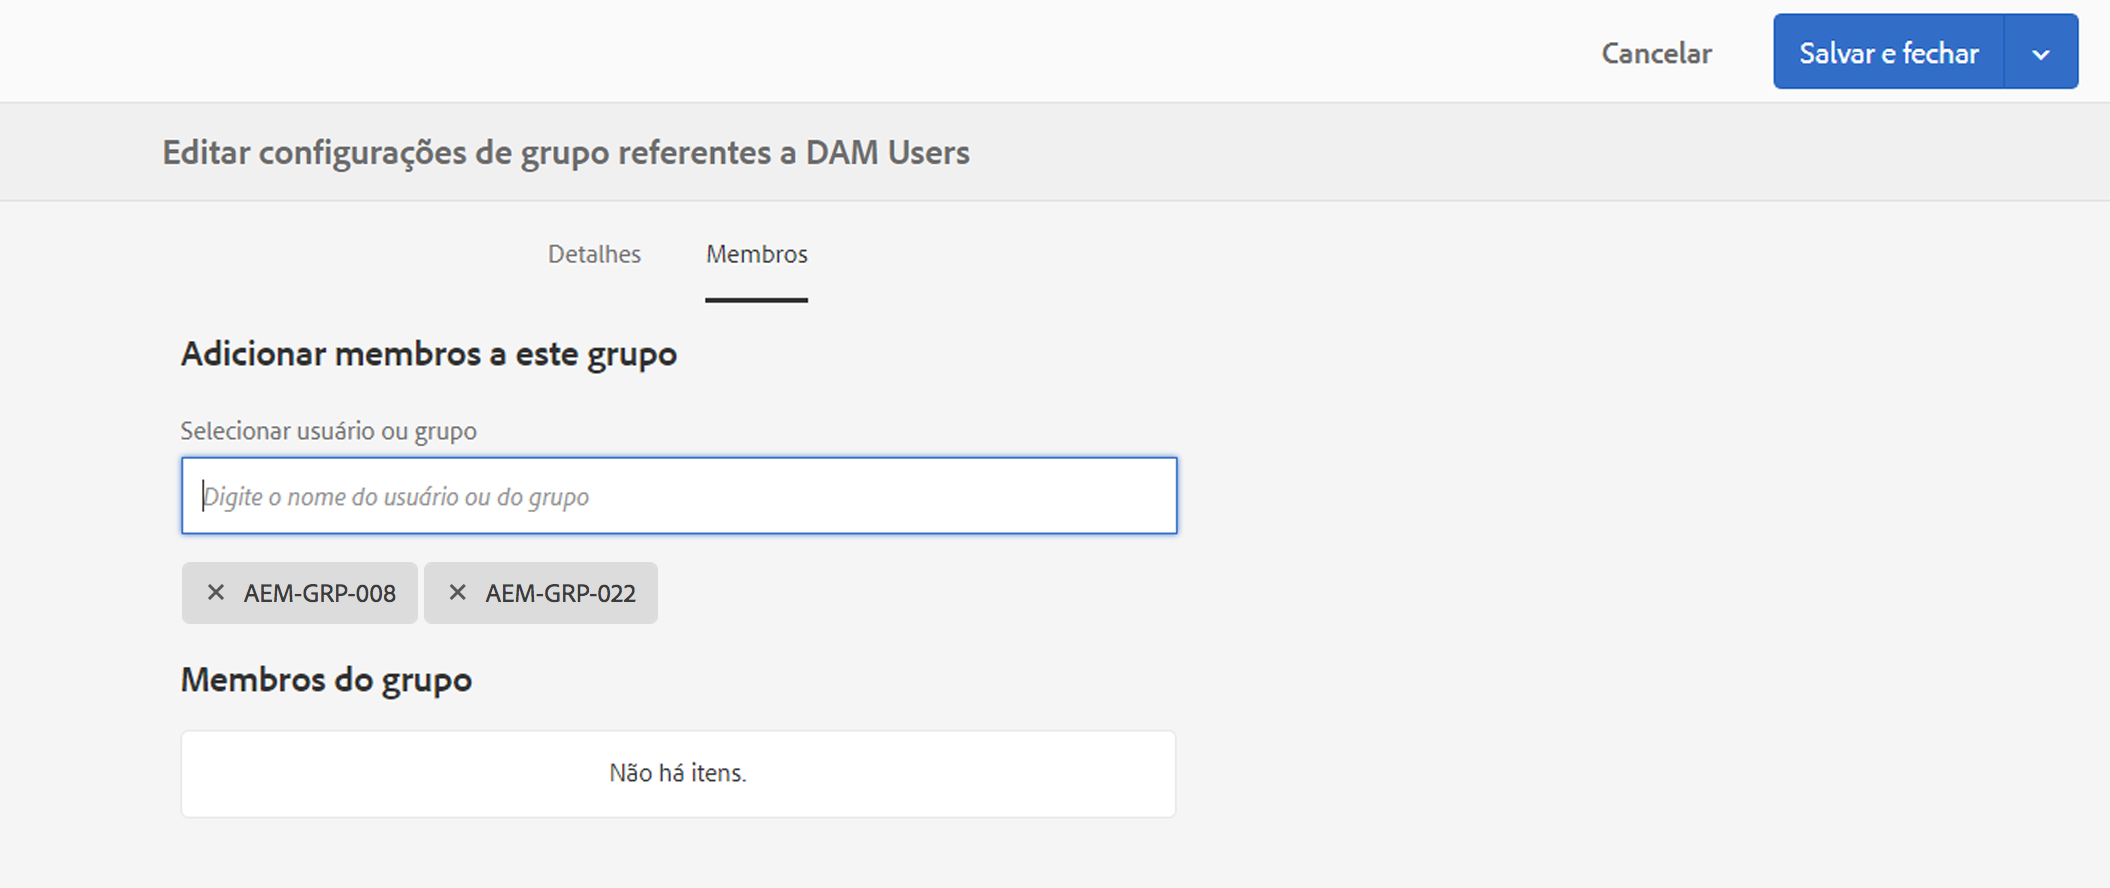 Cancelar
Salvar e fechar
Editar configurações de grupo referentes a DAM Users
Detalhes
Membros
Adicionar membros a este grupo
Selecionar usuário ou grupo
Digite o nome do usuário ou do grupo
AEM-GRP-008
AEM-GRP-022
Membros do grupo
Não há itens.